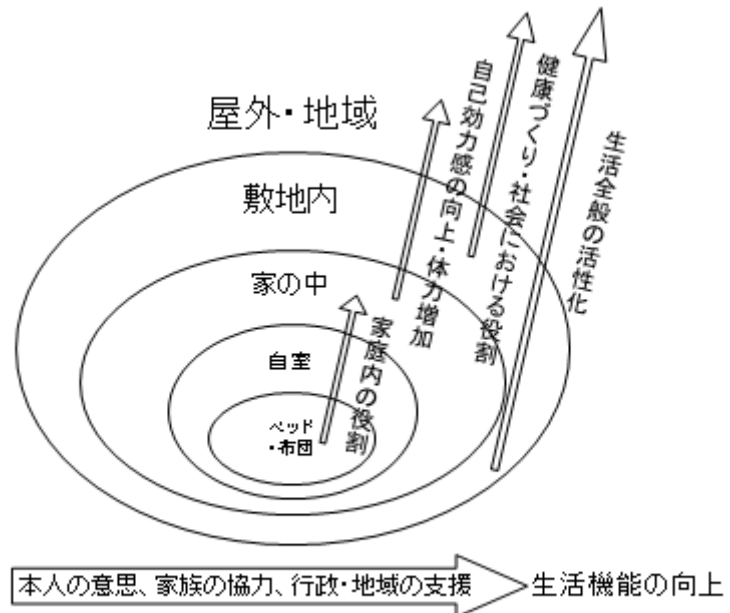 屋外・地域
敷地内
家の中
自室
ベッド
・布団
家庭内の役割
自己効力感の向上・体力増加
健康づくり・社会における役割
生活全般の活性化
本人の意思、家族の協力、行政・地域の支援
生活機能の向上